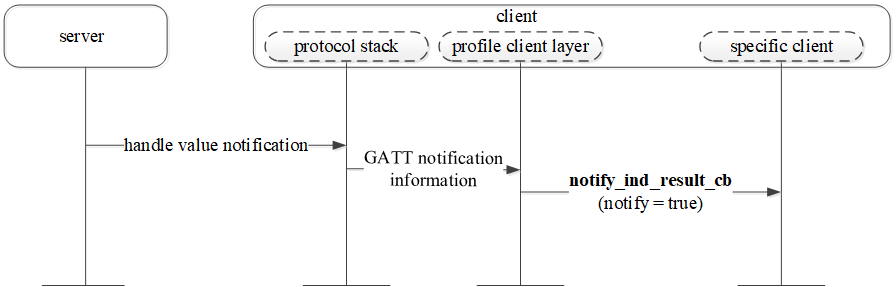 client
server
protocol stack
profile client layer
specific client
handle value notification
GATT notification
information
notify_ind_result_cb
(notify = true)